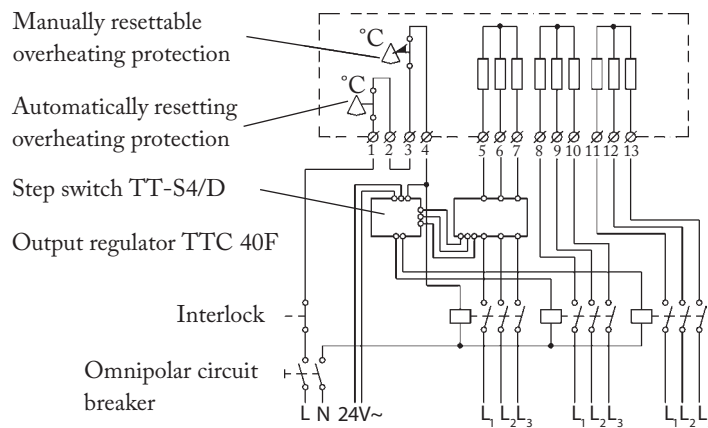 Manually resettable
overheating protection
°C
°C
Automatically resetting
overheating protection
1 2 3 4 5 6 7 8 9 10 11 12 13
Step switch TT-S4/D
Output regulator TTC 40F
Interlock
Omnipolar circuit
breaker
L N 24V~ L1 L2 L3 L1 L2 L3 L1 L2 L